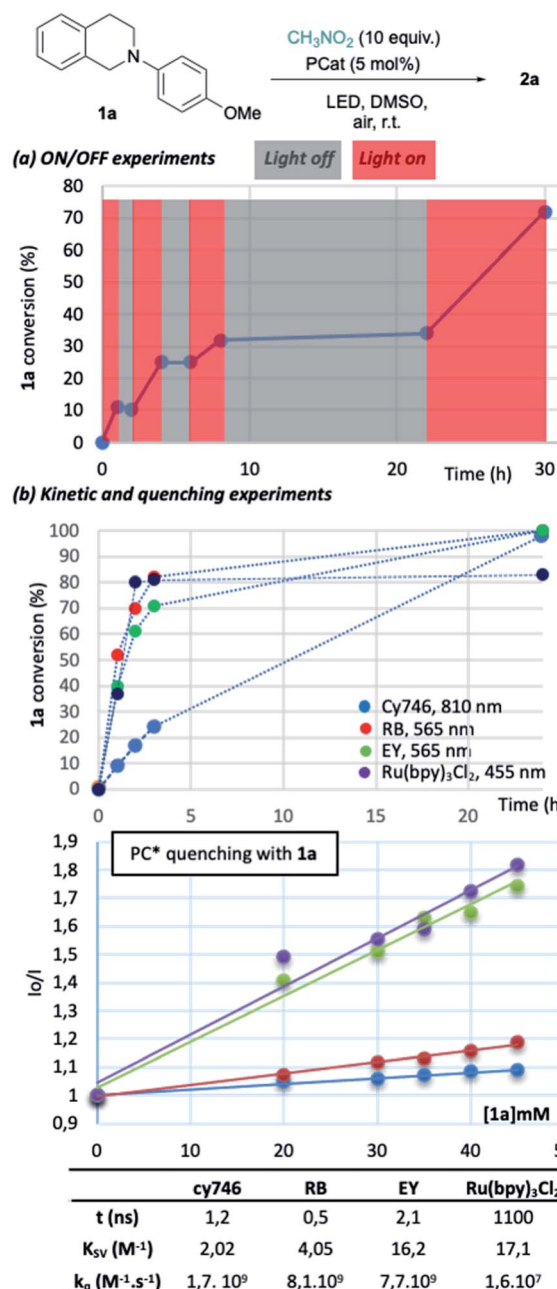 CH₃NO₂ (10 equiv.)
PCat (5 mol%)
LED, DMSO,
air, r.t.
N
OMe
1a
2a
(a) ON/OFF experiments
Light off
Light on
80
70
60
50
40
30
20
10
0
1a conversion (%)
0 10 20 30
Time (h)
(b) Kinetic and quenching experiments
100
90
80
70
60
50
40
30
20
10
0
1a conversion (%)
Cy746, 810 nm
RB, 565 nm
EY, 565 nm
Ru(bpy)₃Cl₂, 455 nm
0 5 10 15 20
Time (h
PC* quenching with 1a
1,9
1,8
1,7
1,6
1,5
1,4
1,3
1,2
1,1
1
0,9
Io/I
[1a]mM
0 10 20 30 40 5
cy746 RB EY Ru(bpy)₃Cl₂
t (ns) 1,2 0,5 2,1 1100
K_SV (M⁻¹) 2,02 4,05 16,2 17,1
k_q (M⁻¹.s⁻¹) 1,7. 10⁹ 8,1.10⁹ 7,7.10⁹ 1,6.10⁷